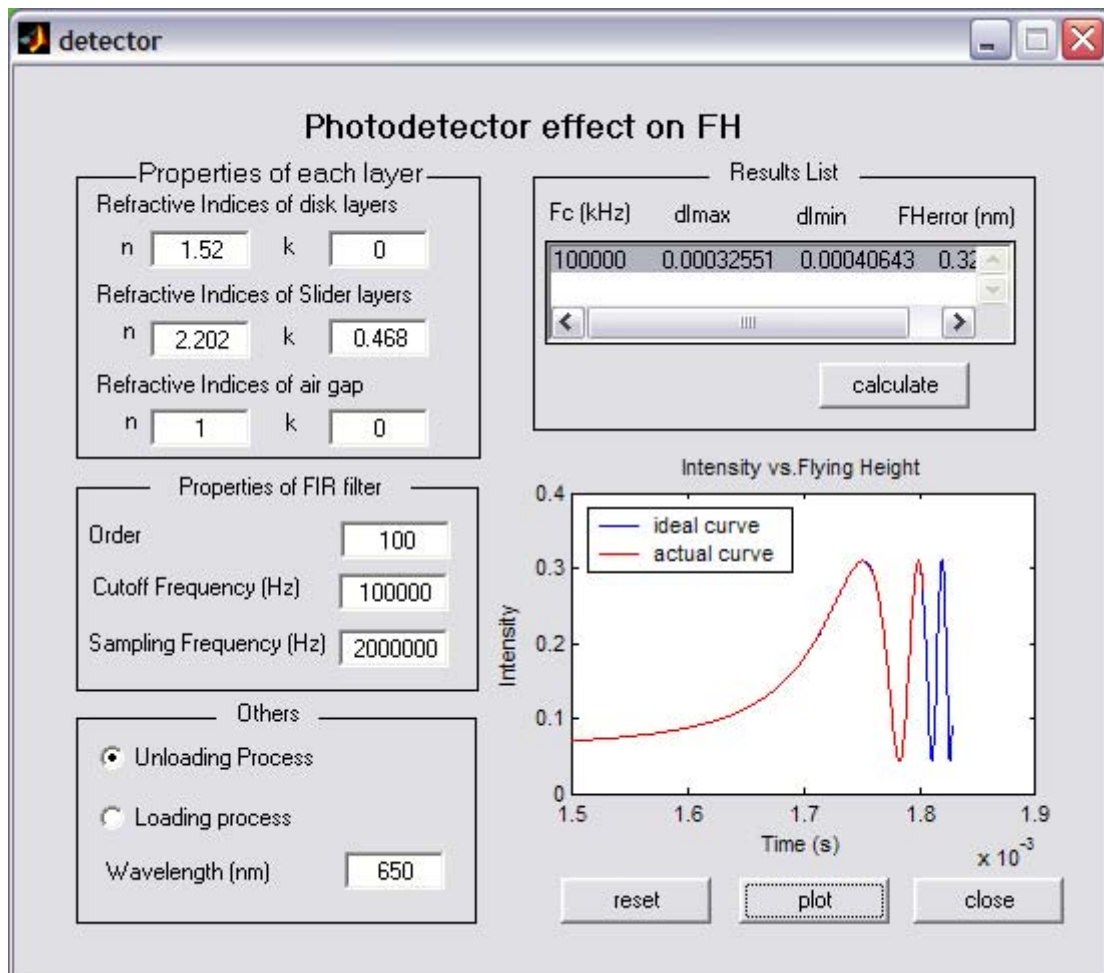 detector
Photodetector effect on FH
Properties of each layer
Refractive Indices of disk layers
n 1.52 k 0
Refractive Indices of Slider layers
n 2.202 k 0.468
Refractive Indices of air gap
n 1 k 0
Properties of FIR filter
Order 100
Cutoff Frequency (Hz) 100000
Sampling Frequency (Hz) 2000000
Others
Unloading Process
Loading process
Wavelength (nm) 650
Results List
Fc (kHz) dImax dImin FHerror (nm)
100000 0.00032551 0.00040643 0.32
calculate
Intensity vs.Flying Height
ideal curve
actual curve
Intensity
0.4
0.3
0.2
0.1
0
1.5 1.6 1.7 1.8 1.9
Time (s)
x 10⁻³
reset plot close